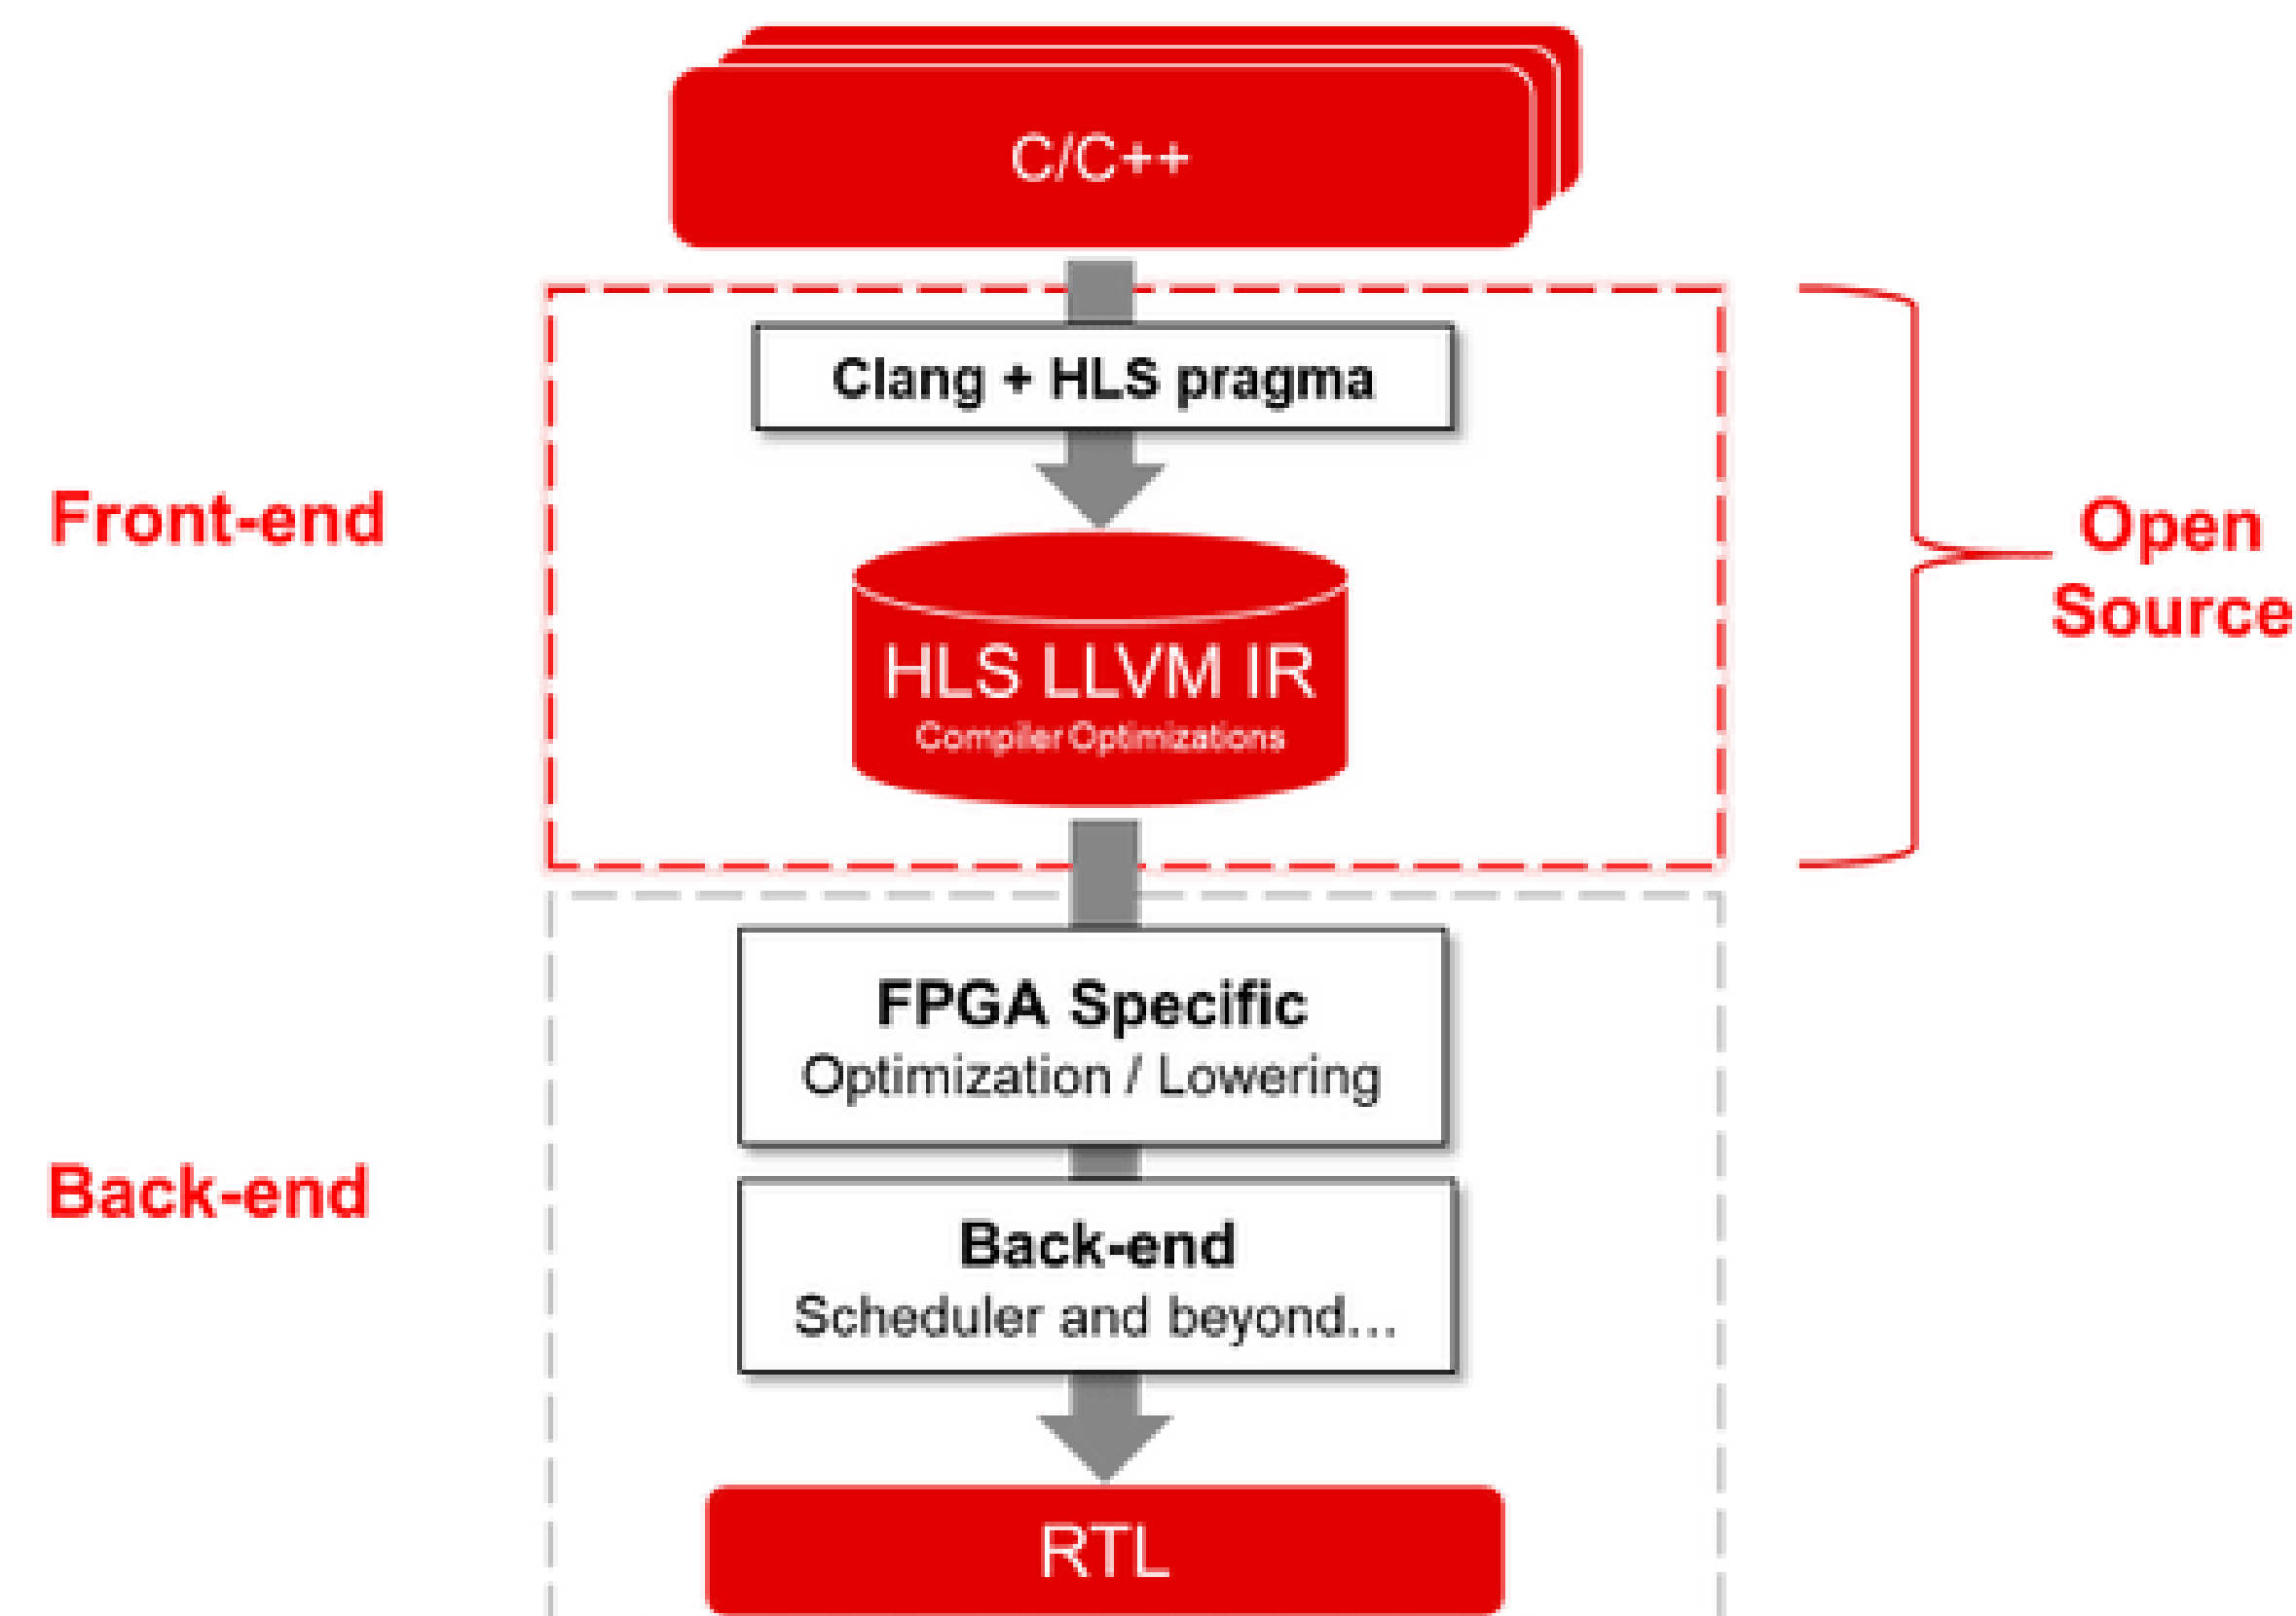 C/C++
Clang + HLS pragma
Front-end
Open
Source
HLS LLVM IR
Compiler Optimizations
FPGA Specific
Optimization / Lowering
Back-end
Back-end
Scheduler and beyond...
RTL